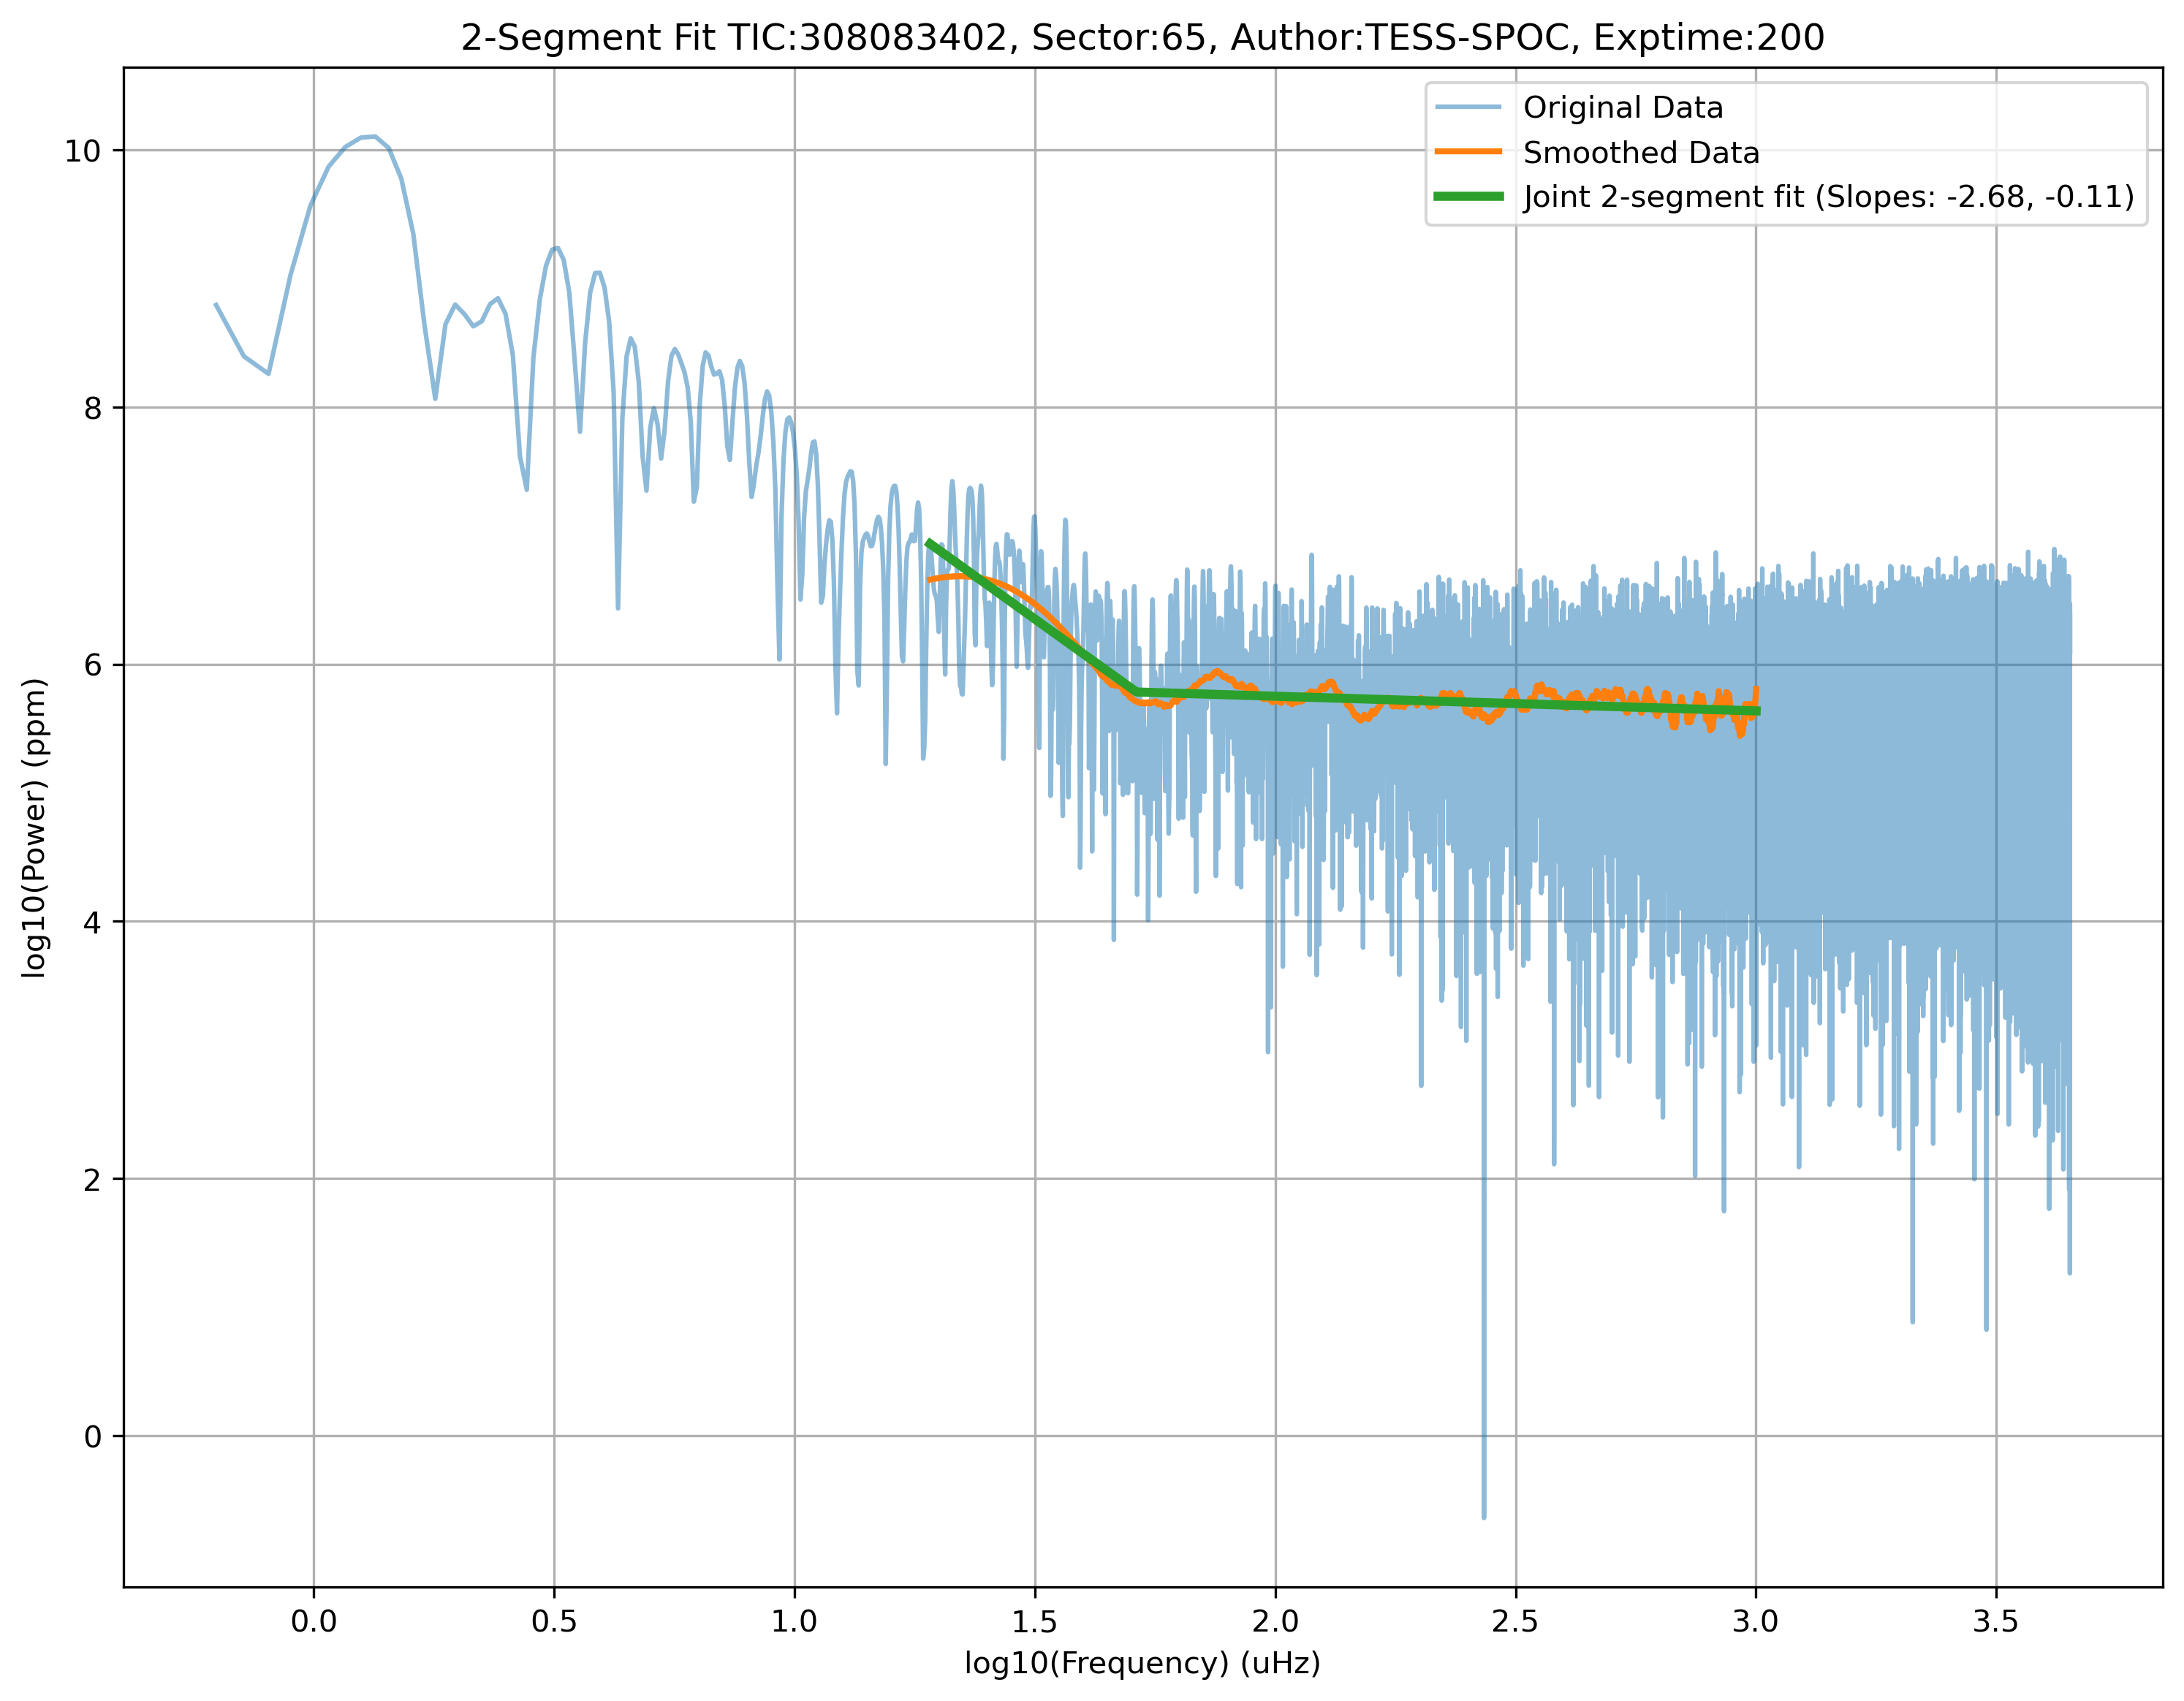 2-Segment Fit TIC:308083402, Sector:65, Author:TESS-SPOC, Exptime:200
Original Data
Smoothed Data
Joint 2-segment fit (Slopes: -2.68, -0.11)
10
8
6
4
2
0
log10(Power) (ppm)
0.0 0.5 1.0 1.5 2.0 2.5 3.0 3.5
log10(Frequency) (uHz)